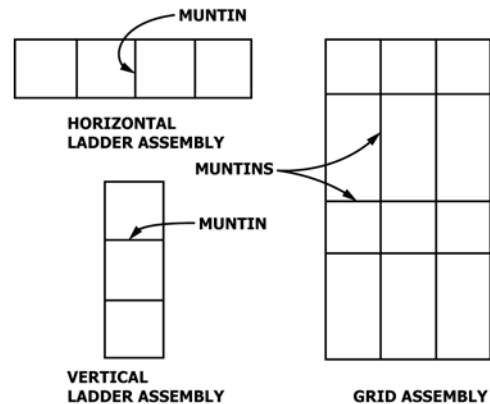 MUNTIN
HORIZONTAL
LADDER ASSEMBLY
MUNTINS
MUNTIN
VERTICAL
LADDER ASSEMBLY
GRID ASSEMBLY